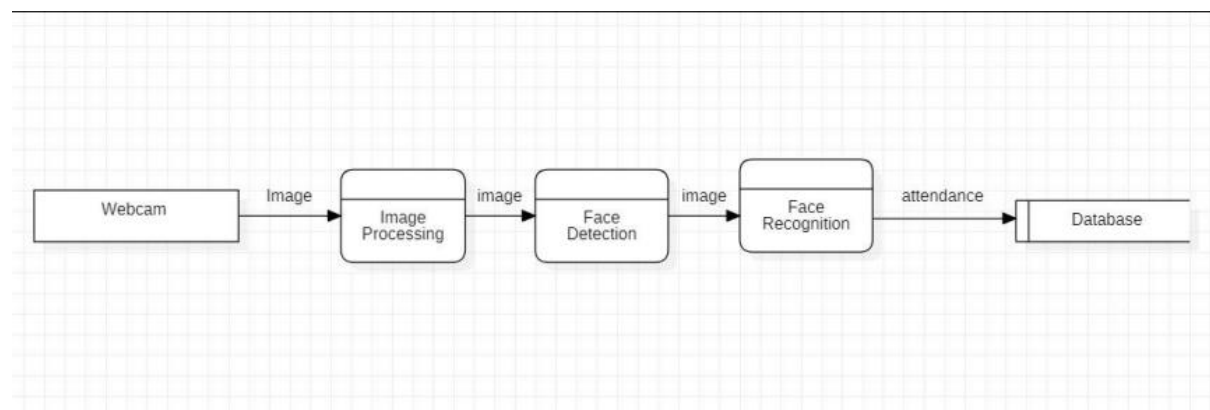 Webcam
Image
Image
Processing
image
Face
Detection
image
Face
Recognition
attendance
Database